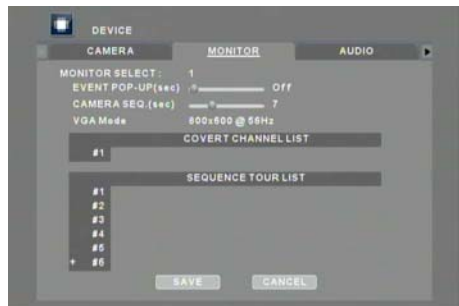 DEVICE
CAMERA MONITOR AUDIO
MONITOR SELECT : 1
EVENT POP-UP(sec) Off
CAMERA SEQ.(sec) 7
VGA Mode 800x600 @ 56Hz
COVERT CHANNEL LIST
#1
SEQUENCE TOUR LIST
#1
#2
#3
#4
#5
+ #6
SAVE CANCEL